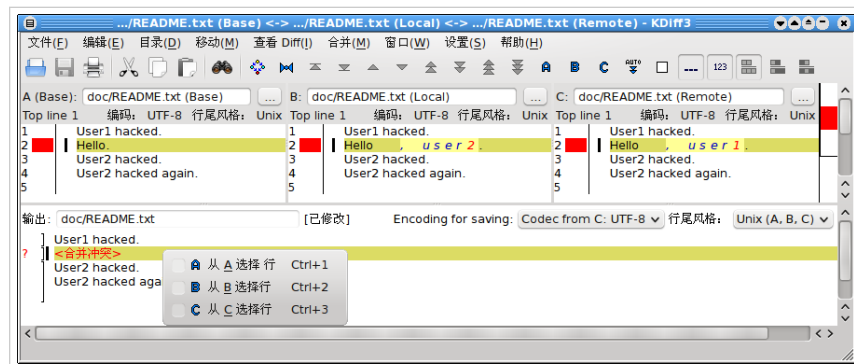 .../README.txt (Base) <-> .../README.txt (Local) <-> .../README.txt (Remote) - KDiff3
文件(F) 编辑(E) 目录(D) 移动(M) 查看 Diff(I) 合并(M) 窗口(W) 设置(S) 帮助(H)
A B C AUTO 123
A (Base): doc/README.txt (Base) ... B: doc/README.txt (Local) ... C: doc/README.txt (Remote) ...
Top line 1 编码: UTF-8 行尾风格: Unix Top line 1 编码: UTF-8 行尾风格: Unix Top line 1 编码: UTF-8 行尾风格: Unix
1 User1 hacked. 1 User1 hacked. 1 User1 hacked.
2 Hello. 2 Hello , user2. 2 Hello , user1.
3 User2 hacked. 3 User2 hacked. 3 User2 hacked.
4 User2 hacked again. 4 User2 hacked again. 4 User2 hacked again.
5 5 5
输出: doc/README.txt [已修改] Encoding for saving: Codec from C: UTF-8 行尾风格: Unix (A, B, C)
User1 hacked.
? <合并冲突>
User2 hacked.
User2 hacked aga
A 从 A 选择 行 Ctrl+1
B 从 B 选择行 Ctrl+2
C 从 C 选择行 Ctrl+3